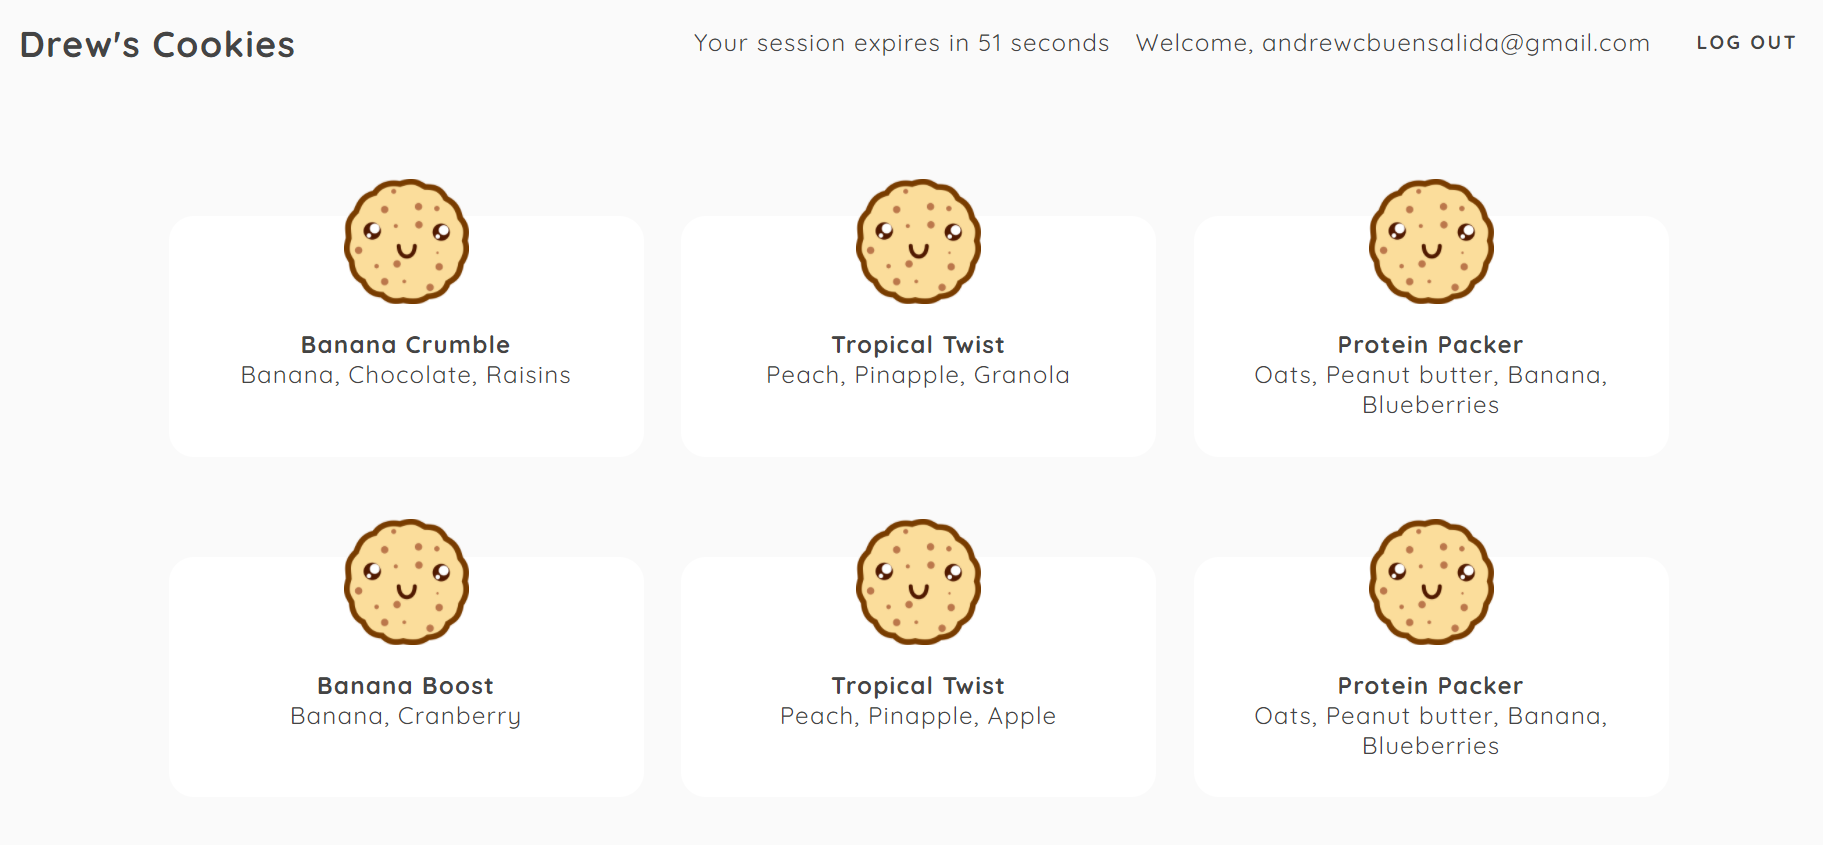 Drew's Cookies
Your session expires in 51 seconds
Welcome, andrewcbuensalida@gmail.com
LOG OUT
Banana Crumble
Banana, Chocolate, Raisins
Tropical Twist
Peach, Pinapple, Granola
Protein Packer
Oats, Peanut butter, Banana,
Blueberries
Banana Boost
Banana, Cranberry
Tropical Twist
Peach, Pinapple, Apple
Protein Packer
Oats, Peanut butter, Banana,
Blueberries